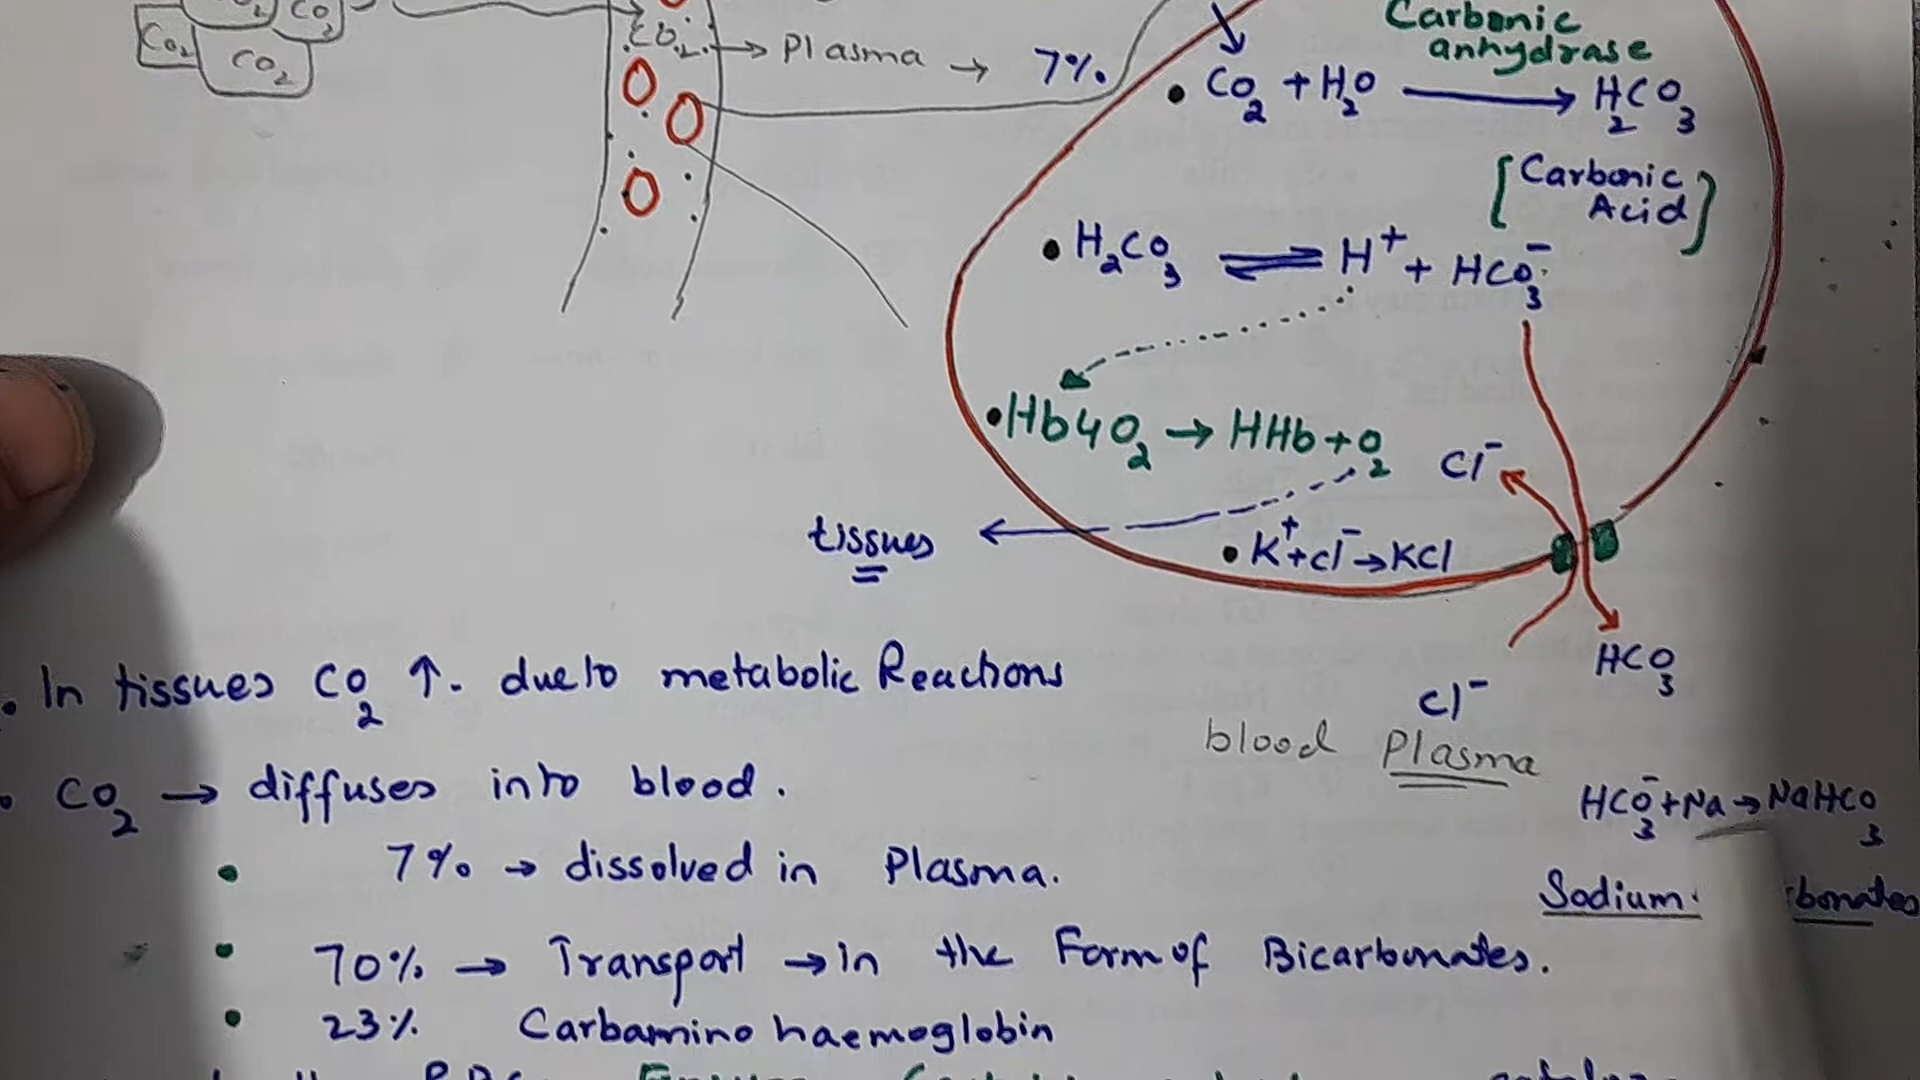 CO2 CO2
CO2 CO2
CO2 → Plasma → 7%
Carbonic
anhydrase
• CO2 + H2O → H2CO3
[Carbonic
Acid]
• H2CO3 ⇌ H+ + HCO3-
• Hb4O2 → HHb + O2
Cl-
tissues
• K+ + Cl- → KCl
HCO3
Cl-
blood Plasma
. In tissues CO2 ↑. due to metabolic Reactions
HCO3- + Na → NaHCO3
• CO2 → diffuses into blood.
• 7% → dissolved in Plasma.
Sodium
• 70% → Transport → in the Form of Bicarbonates.
• 23% Carbamino haemoglobin